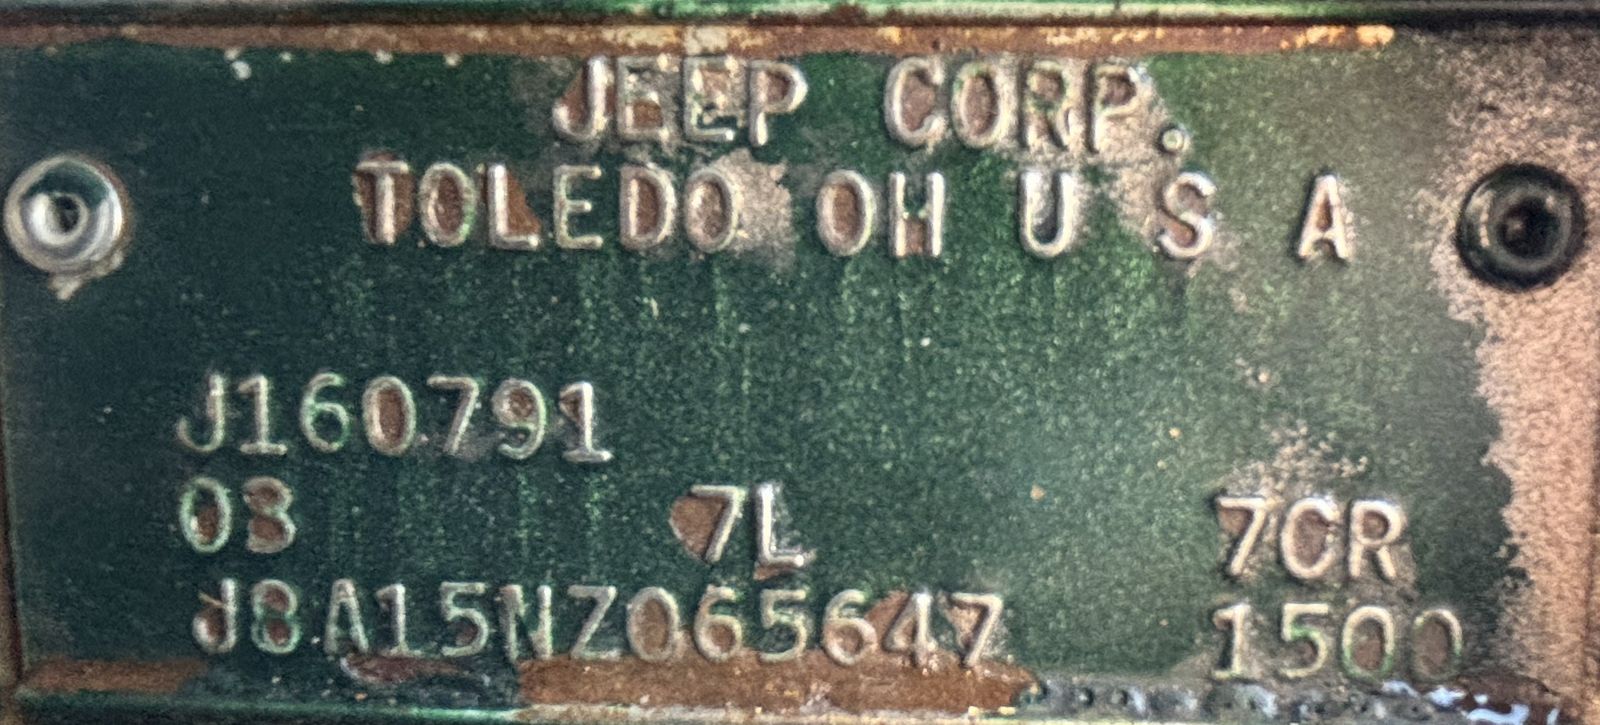 JEEP CORP.
TOLEDO OH U S A
J160791
03 7L 7CR
J8A15NZ065647 1500